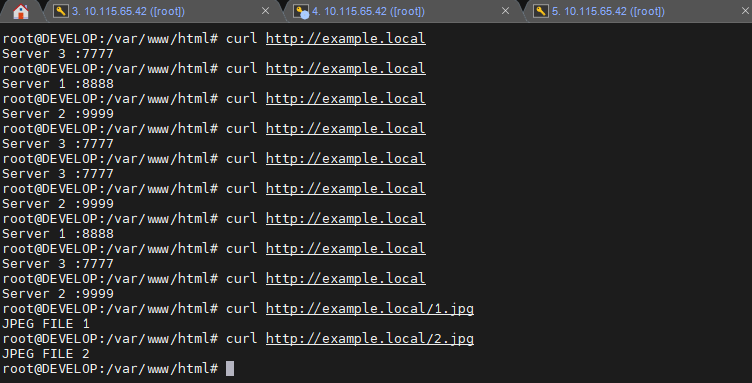 3. 10.115.65.42 ([root])
4. 10.115.65.42 ([root])
5. 10.115.65.42 ([root])
root@DEVELOP:/var/www/html# curl http://example.local
Server 3 :7777
root@DEVELOP:/var/www/html# curl http://example.local
Server 1 :8888
root@DEVELOP:/var/www/html# curl http://example.local
Server 2 :9999
root@DEVELOP:/var/www/html# curl http://example.local
Server 3 :7777
root@DEVELOP:/var/www/html# curl http://example.local
Server 3 :7777
root@DEVELOP:/var/www/html# curl http://example.local
Server 2 :9999
root@DEVELOP:/var/www/html# curl http://example.local
Server 1 :8888
root@DEVELOP:/var/www/html# curl http://example.local
Server 3 :7777
root@DEVELOP:/var/www/html# curl http://example.local
Server 2 :9999
root@DEVELOP:/var/www/html# curl http://example.local/1.jpg
JPEG FILE 1
root@DEVELOP:/var/www/html# curl http://example.local/2.jpg
JPEG FILE 2
root@DEVELOP:/var/www/html#